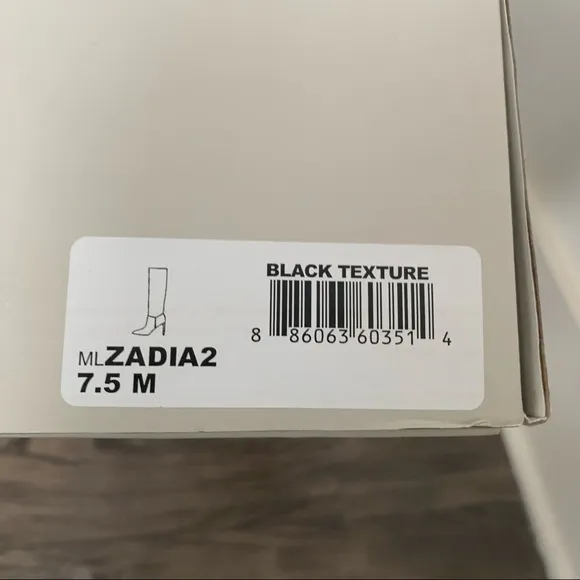 BLACK TEXTURE
8 86063 60351 4
MLZADIA2
7.5 M